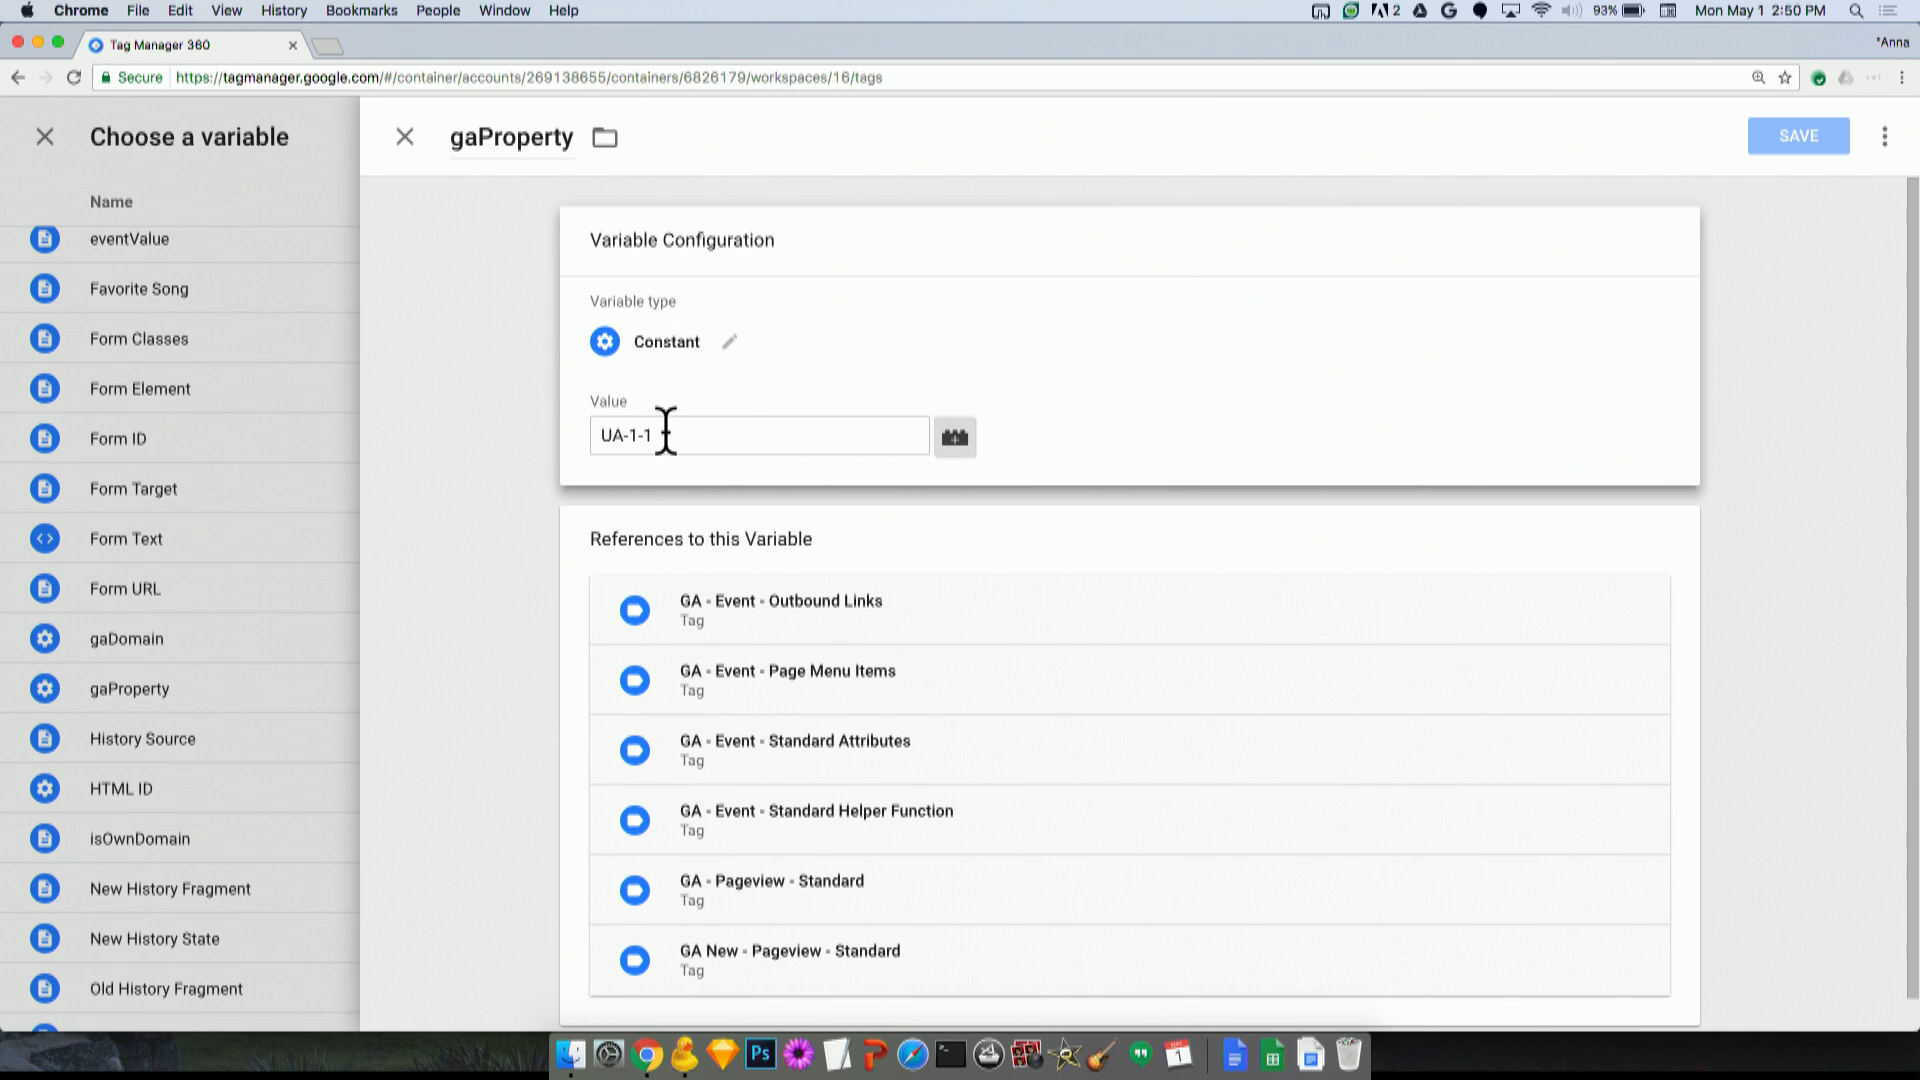 Chrome File Edit View History Bookmarks People Window Help 2 93% Mon May 1 2:50 PM
Tag Manager 360
*Anna
Secure https://tagmanager.google.com/#/container/accounts/269138655/containers/6826179/workspaces/16/tags
Choose a variable
gaProperty
SAVE
Name
eventValue
Favorite Song
Form Classes
Form Element
Form ID
Form Target
Form Text
Form URL
gaDomain
gaProperty
History Source
HTML ID
isOwnDomain
New History Fragment
New History State
Old History Fragment
Variable Configuration
Variable type
Constant
Value
UA-1-1
References to this Variable
GA - Event - Outbound Links
Tag
GA - Event - Page Menu Items
Tag
GA - Event - Standard Attributes
Tag
GA - Event - Standard Helper Function
Tag
GA - Pageview - Standard
Tag
GA New - Pageview - Standard
Tag
Ps
1